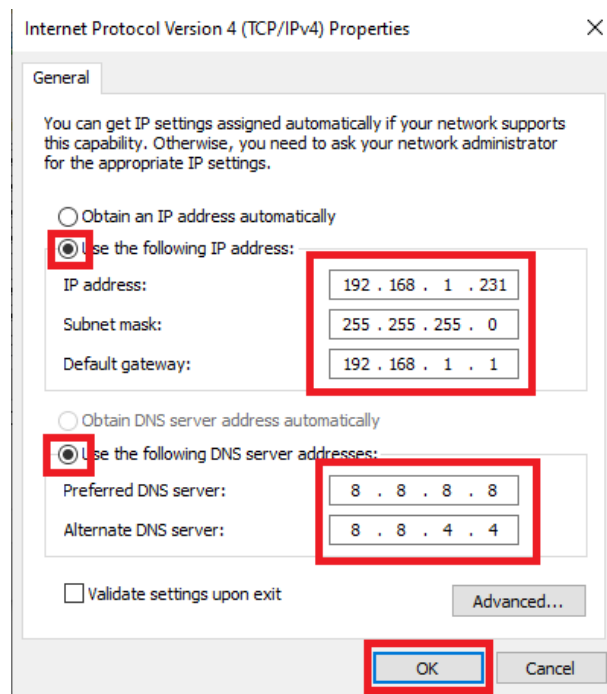 Internet Protocol Version 4 (TCP/IPv4) Properties
General
You can get IP settings assigned automatically if your network supports
this capability. Otherwise, you need to ask your network administrator
for the appropriate IP settings.
Obtain an IP address automatically
Use the following IP address:
IP address: 192 . 168 . 1 . 231
Subnet mask: 255 . 255 . 255 . 0
Default gateway: 192 . 168 . 1 . 1
Obtain DNS server address automatically
Use the following DNS server addresses:
Preferred DNS server: 8 . 8 . 8 . 8
Alternate DNS server: 8 . 8 . 4 . 4
Validate settings upon exit
Advanced...
OK Cancel